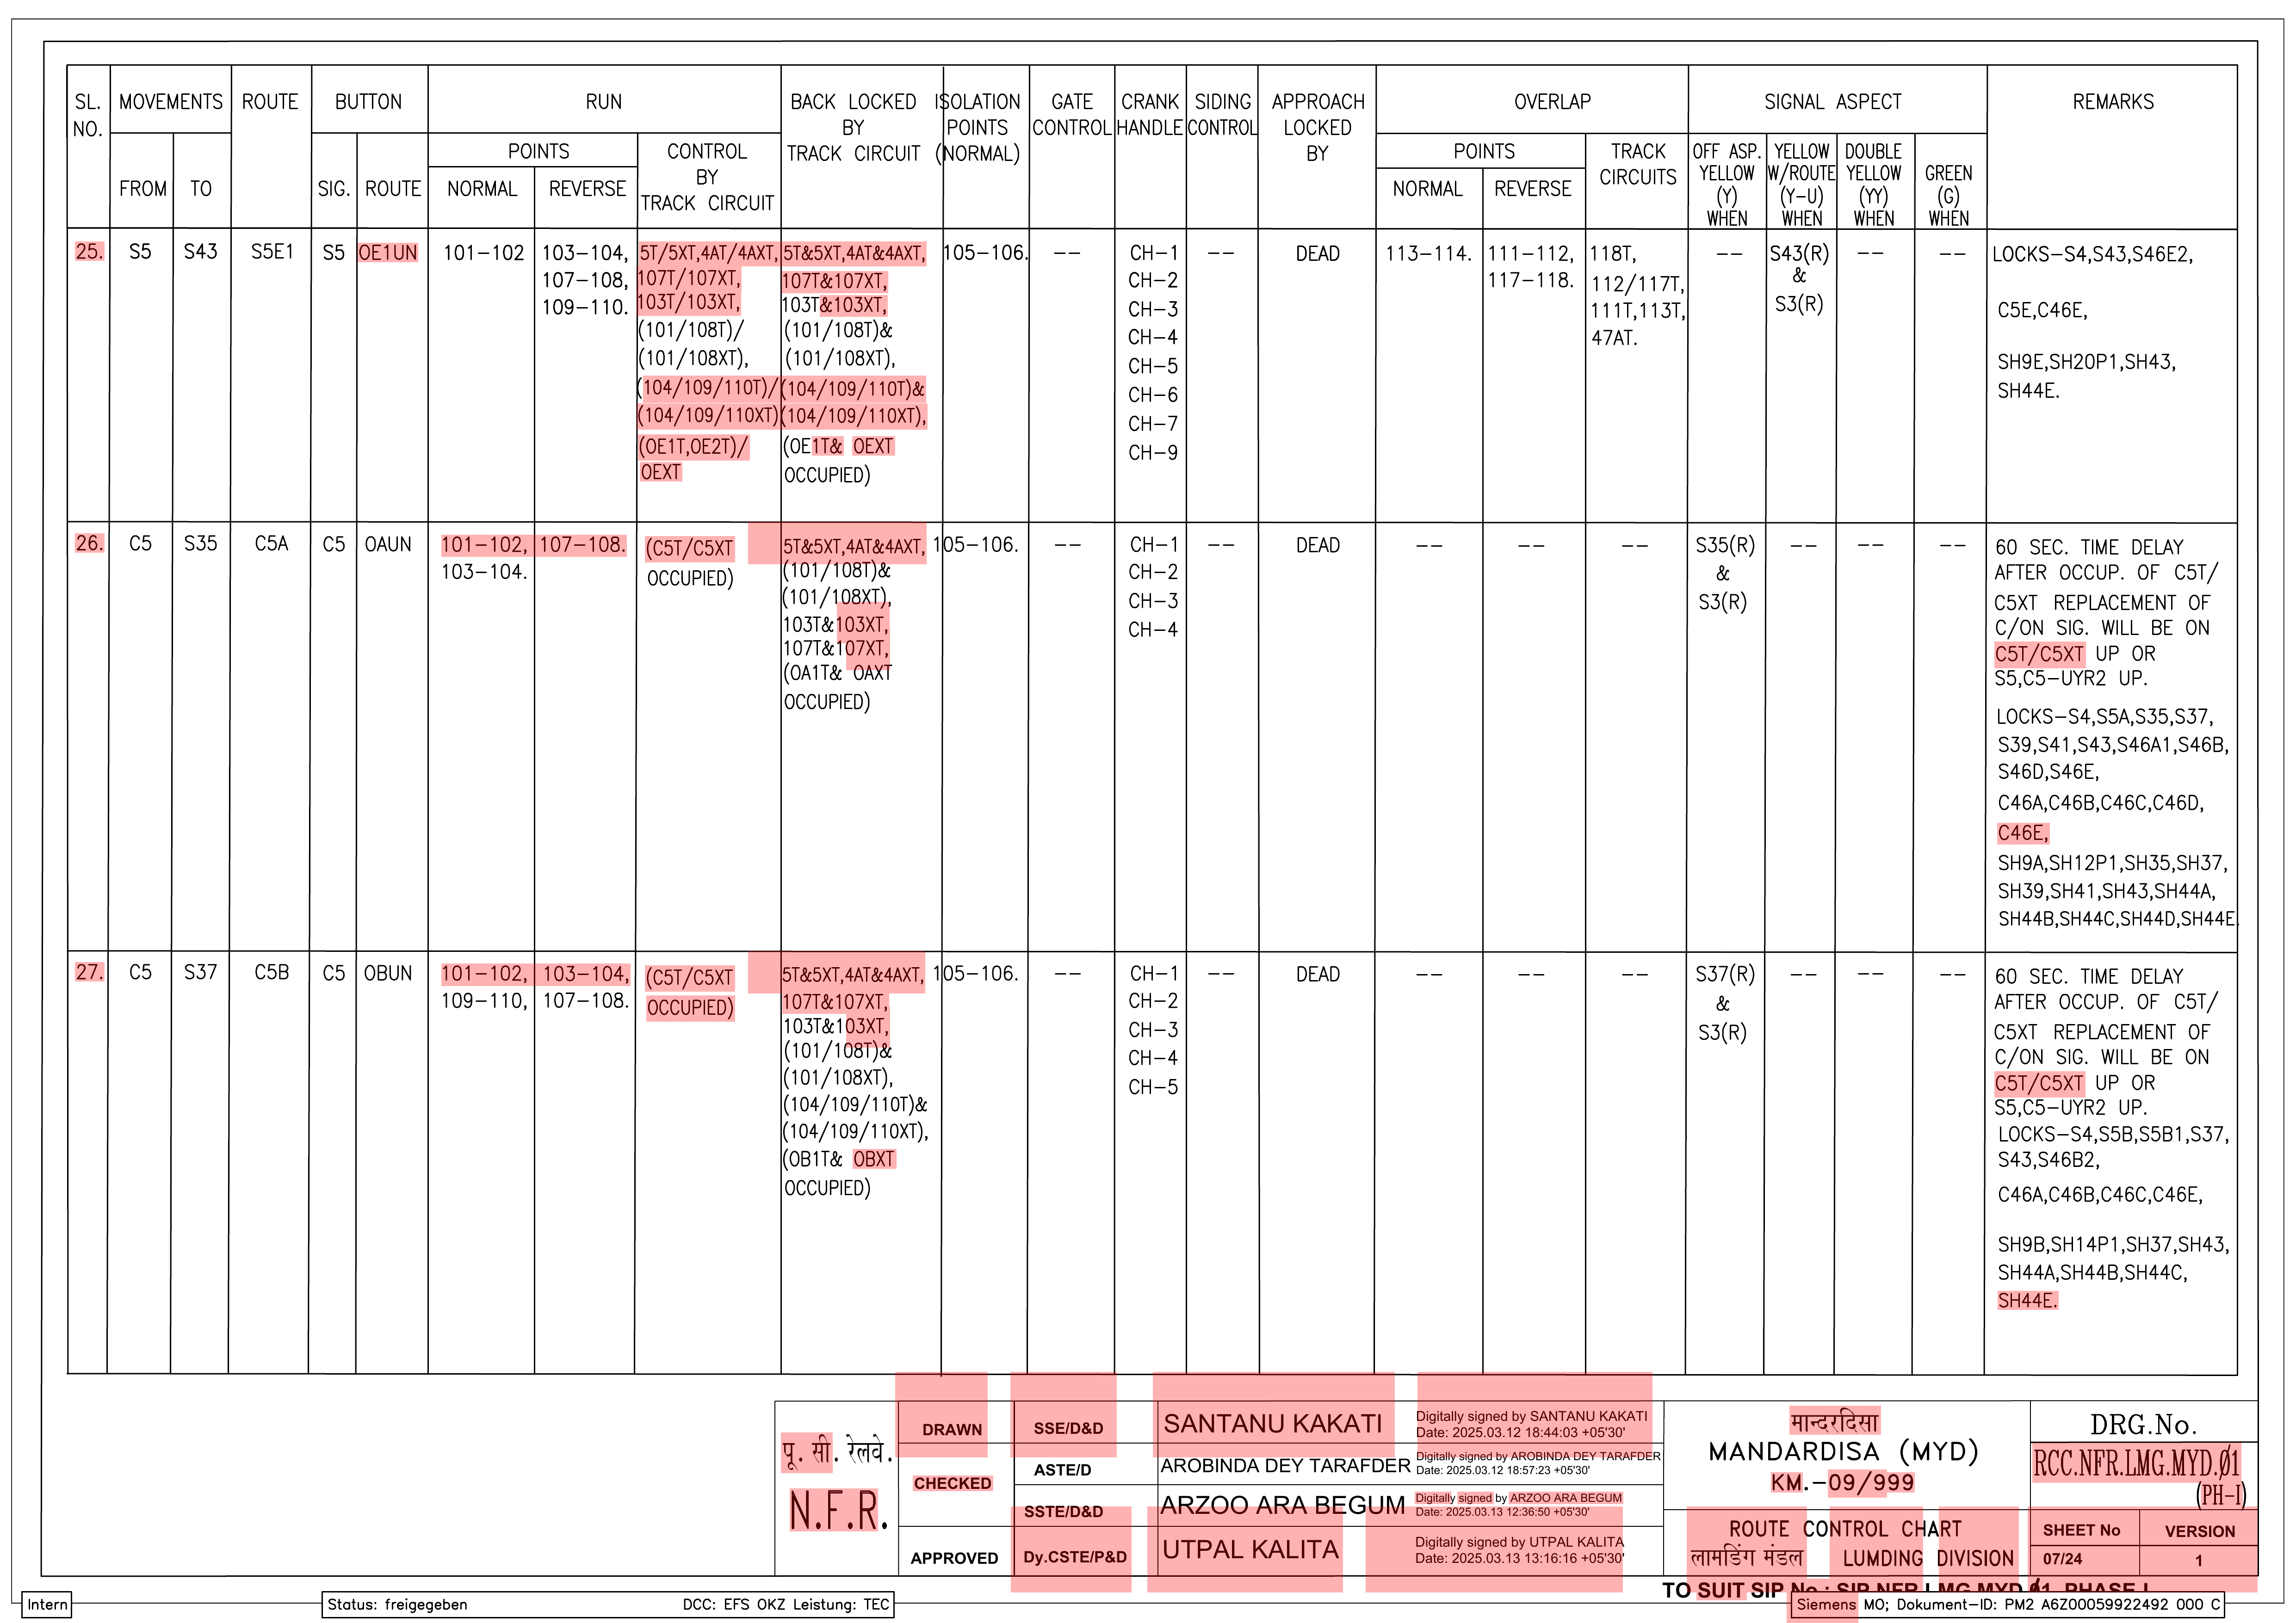 SL. NO.
MOVEMENTS
FROM
TO
ROUTE
BUTTON
SIG.
ROUTE
RUN
POINTS
NORMAL
REVERSE
CONTROL
BY
TRACK CIRCUIT
BACK LOCKED
BY
TRACK CIRCUIT
ISOLATION
POINTS
(NORMAL)
GATE
CONTROL
CRANK
HANDLE
SIDING
CONTROL
APPROACH
LOCKED
BY
OVERLAP
POINTS
NORMAL
REVERSE
TRACK
CIRCUITS
SIGNAL ASPECT
OFF ASP.
YELLOW
(Y)
WHEN
YELLOW
W/ROUTE
(Y-U)
WHEN
DOUBLE
YELLOW
(YY)
WHEN
GREEN
(G)
WHEN
REMARKS
25.
S5
S43
S5E1
S5
OE1UN
101-102
103-104,
107-108,
109-110.
5T/5XT,4AT/4AXT,
107T/107XT,
103T/103XT,
(101/108T)/
(101/108XT),
(104/109/110T)/
(104/109/110XT)
(OE1T,OE2T)/
OEXT
5T&5XT,4AT&4AXT,
107T&107XT,
103T&103XT,
(101/108T)&
(101/108XT),
(104/109/110T)&
(104/109/110XT),
(OE1T& OEXT
OCCUPIED)
105-106.
--
CH-1
CH-2
CH-3
CH-4
CH-5
CH-6
CH-7
CH-9
--
DEAD
113-114.
111-112,
117-118.
118T,
112/117T,
111T,113T,
47AT.
--
S43(R)
&
S3(R)
--
--
LOCKS-S4,S43,S46E2,
C5E,C46E,
SH9E,SH20P1,SH43,
SH44E.
26.
C5
S35
C5A
C5
OAUN
101-102,
103-104.
107-108.
(C5T/C5XT
OCCUPIED)
5T&5XT,4AT&4AXT,
(101/108T)&
(101/108XT),
103T&103XT,
107T&107XT,
(OA1T& OAXT
OCCUPIED)
105-106.
--
CH-1
CH-2
CH-3
CH-4
--
DEAD
--
--
--
S35(R)
&
S3(R)
--
--
--
60 SEC. TIME DELAY
AFTER OCCUP. OF C5T/
C5XT REPLACEMENT OF
C/ON SIG. WILL BE ON
C5T/C5XT UP OR
S5,C5-UYR2 UP.
LOCKS-S4,S5A,S35,S37,
S39,S41,S43,S46A1,S46B,
S46D,S46E,
C46A,C46B,C46C,C46D,
C46E,
SH9A,SH12P1,SH35,SH37,
SH39,SH41,SH43,SH44A,
SH44B,SH44C,SH44D,SH44E.
27.
C5
S37
C5B
C5
OBUN
101-102,
109-110,
103-104,
107-108.
(C5T/C5XT
OCCUPIED)
5T&5XT,4AT&4AXT,
107T&107XT,
103T&103XT,
(101/108T)&
(101/108XT),
(104/109/110T)&
(104/109/110XT),
(OB1T& OBXT
OCCUPIED)
105-106.
--
CH-1
CH-2
CH-3
CH-4
CH-5
--
DEAD
--
--
--
S37(R)
&
S3(R)
--
--
--
60 SEC. TIME DELAY
AFTER OCCUP. OF C5T/
C5XT REPLACEMENT OF
C/ON SIG. WILL BE ON
C5T/C5XT UP OR
S5,C5-UYR2 UP.
LOCKS-S4,S5B,S5B1,S37,
S43,S46B2,
C46A,C46B,C46C,C46E,
SH9B,SH14P1,SH37,SH43,
SH44A,SH44B,SH44C,
SH44E.
पू. सी. रेलवे.
N.F.R.
DRAWN
SSE/D&D
SANTANU KAKATI
Digitally signed by SANTANU KAKATI
Date: 2025.03.12 18:44:03 +05'30'
CHECKED
ASTE/D
AROBINDA DEY TARAFDER
Digitally signed by AROBINDA DEY TARAFDER
Date: 2025.03.12 18:57:23 +05'30'
SSTE/D&D
ARZOO ARA BEGUM
Digitally signed by ARZOO ARA BEGUM
Date: 2025.03.13 12:36:50 +05'30'
APPROVED
Dy.CSTE/P&D
UTPAL KALITA
Digitally signed by UTPAL KALITA
Date: 2025.03.13 13:16:16 +05'30'
मान्दरदिसा
MANDARDISA (MYD)
KM.-09/999
ROUTE CONTROL CHART
लामडिंग मंडल LUMDING DIVISION
DRG.No.
RCC.NFR.LMG.MYD.Ø1
(PH-I)
SHEET No
VERSION
07/24
1
TO SUIT SIP No.: SIP.NFR.LMG.MYD.Ø1, PHASE I
Intern
Status: freigegeben
DCC: EFS OKZ Leistung: TEC
Siemens MO; Dokument-ID: PM2 A6Z00059922492 000 C